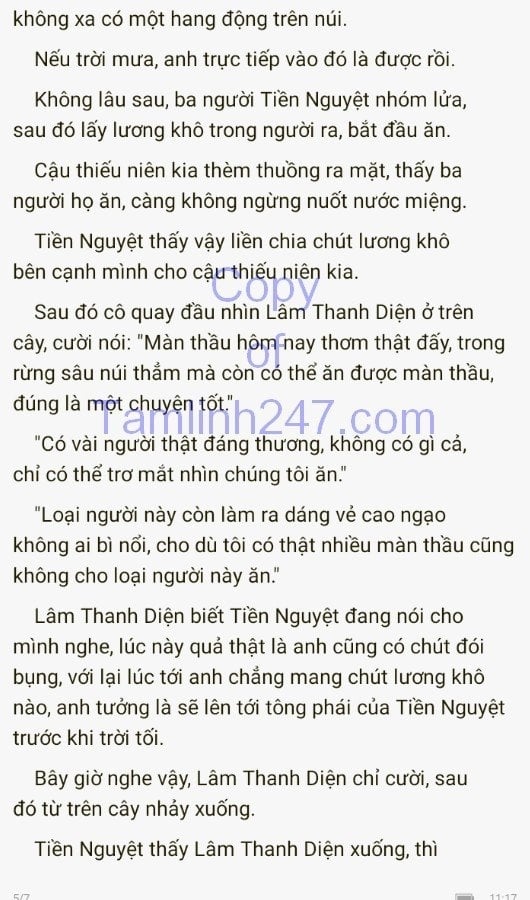 không xa có một hang động trên núi.
Nếu trời mưa, anh trực tiếp vào đó là được rồi.
Không lâu sau, ba người Tiền Nguyệt nhóm lửa,
sau đó lấy lương khô trong người ra, bắt đầu ăn.
Cậu thiếu niên kia thèm thuồng ra mặt, thấy ba
người họ ăn, càng không ngừng nuốt nước miệng.
Tiền Nguyệt thấy vậy liền chia chút lương khô
bên cạnh mình cho cậu thiếu niên kia.
Sau đó cô quay đầu nhìn Lâm Thanh Diện ở trên
cây, cười nói: "Màn thầu hôm nay thơm thật đấy, trong
rừng sâu núi thẳm mà còn có thể ăn được màn thầu,
đúng là một chuyện tốt."
"Có vài người thật đáng thương, không có gì cả,
chỉ có thể trơ mắt nhìn chúng tôi ăn."
"Loại người này còn làm ra dáng vẻ cao ngạo
không ai bì nổi, cho dù tôi có thật nhiều màn thầu cũng
không cho loại người này ăn."
Lâm Thanh Diện biết Tiền Nguyệt đang nói cho
mình nghe, lúc này quả thật là anh cũng có chút đói
bụng, với lại lúc tới anh chẳng mang chút lương khô
nào, anh tưởng là sẽ lên tới tông phái của Tiền Nguyệt
trước khi trời tối.
Bây giờ nghe vậy, Lâm Thanh Diện chỉ cười, sau
đó từ trên cây nhảy xuống.
Tiền Nguyệt thấy Lâm Thanh Diện xuống, thì
Copy
of
Tamlinh247.com
5/7
11:17